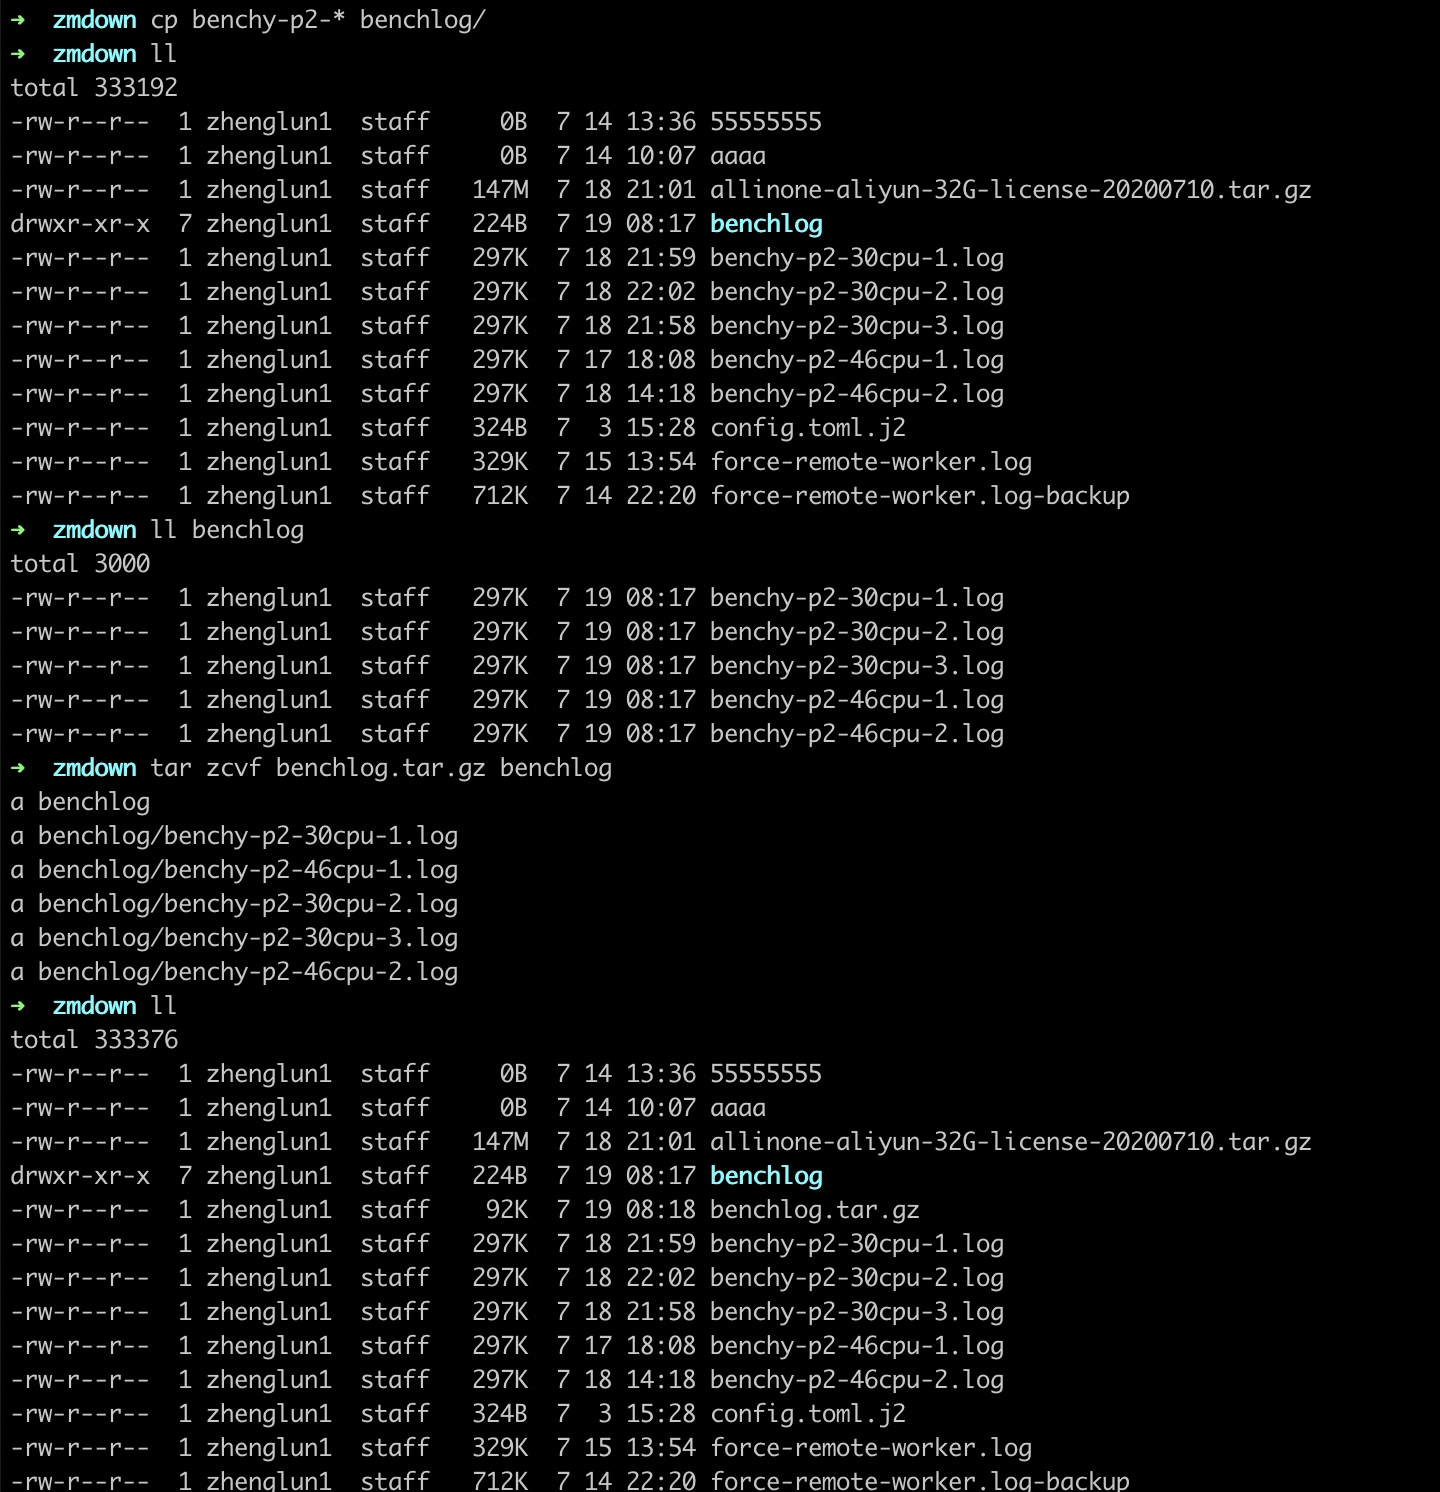 ➜  zmdown cp benchy-p2-* benchlog/
➜  zmdown ll
total 333192
-rw-r--r--  1 zhenglun1  staff     0B  7 14 13:36 55555555
-rw-r--r--  1 zhenglun1  staff     0B  7 14 10:07 aaaa
-rw-r--r--  1 zhenglun1  staff   147M  7 18 21:01 allinone-aliyun-32G-license-20200710.tar.gz
drwxr-xr-x  7 zhenglun1  staff   224B  7 19 08:17 benchlog
-rw-r--r--  1 zhenglun1  staff   297K  7 18 21:59 benchy-p2-30cpu-1.log
-rw-r--r--  1 zhenglun1  staff   297K  7 18 22:02 benchy-p2-30cpu-2.log
-rw-r--r--  1 zhenglun1  staff   297K  7 18 21:58 benchy-p2-30cpu-3.log
-rw-r--r--  1 zhenglun1  staff   297K  7 17 18:08 benchy-p2-46cpu-1.log
-rw-r--r--  1 zhenglun1  staff   297K  7 18 14:18 benchy-p2-46cpu-2.log
-rw-r--r--  1 zhenglun1  staff   324B  7  3 15:28 config.toml.j2
-rw-r--r--  1 zhenglun1  staff   329K  7 15 13:54 force-remote-worker.log
-rw-r--r--  1 zhenglun1  staff   712K  7 14 22:20 force-remote-worker.log-backup
➜  zmdown ll benchlog
total 3000
-rw-r--r--  1 zhenglun1  staff   297K  7 19 08:17 benchy-p2-30cpu-1.log
-rw-r--r--  1 zhenglun1  staff   297K  7 19 08:17 benchy-p2-30cpu-2.log
-rw-r--r--  1 zhenglun1  staff   297K  7 19 08:17 benchy-p2-30cpu-3.log
-rw-r--r--  1 zhenglun1  staff   297K  7 19 08:17 benchy-p2-46cpu-1.log
-rw-r--r--  1 zhenglun1  staff   297K  7 19 08:17 benchy-p2-46cpu-2.log
➜  zmdown tar zcvf benchlog.tar.gz benchlog
a benchlog
a benchlog/benchy-p2-30cpu-1.log
a benchlog/benchy-p2-46cpu-1.log
a benchlog/benchy-p2-30cpu-2.log
a benchlog/benchy-p2-30cpu-3.log
a benchlog/benchy-p2-46cpu-2.log
➜  zmdown ll
total 333376
-rw-r--r--  1 zhenglun1  staff     0B  7 14 13:36 55555555
-rw-r--r--  1 zhenglun1  staff     0B  7 14 10:07 aaaa
-rw-r--r--  1 zhenglun1  staff   147M  7 18 21:01 allinone-aliyun-32G-license-20200710.tar.gz
drwxr-xr-x  7 zhenglun1  staff   224B  7 19 08:17 benchlog
-rw-r--r--  1 zhenglun1  staff    92K  7 19 08:18 benchlog.tar.gz
-rw-r--r--  1 zhenglun1  staff   297K  7 18 21:59 benchy-p2-30cpu-1.log
-rw-r--r--  1 zhenglun1  staff   297K  7 18 22:02 benchy-p2-30cpu-2.log
-rw-r--r--  1 zhenglun1  staff   297K  7 18 21:58 benchy-p2-30cpu-3.log
-rw-r--r--  1 zhenglun1  staff   297K  7 17 18:08 benchy-p2-46cpu-1.log
-rw-r--r--  1 zhenglun1  staff   297K  7 18 14:18 benchy-p2-46cpu-2.log
-rw-r--r--  1 zhenglun1  staff   324B  7  3 15:28 config.toml.j2
-rw-r--r--  1 zhenglun1  staff   329K  7 15 13:54 force-remote-worker.log
-rw-r--r--  1 zhenglun1  staff   712K  7 14 22:20 force-remote-worker.log-backup